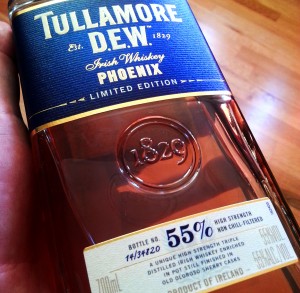 TULLAMORE
D.E.W.
Est. 1829
Irish Whiskey
PHOENIX
LIMITED EDITION
1829
BOTTLE NO. 55% HIGH STRENGTH
NON CHILL-FILTERED
A UNIQUE HIGH STRENGTH TRIPLE
DISTILLED IRISH WHISKEY ENRICHED
IN POT STILL FINISHED IN
OLD OLOROSO SHERRY CASKS
PRODUCT OF IRELAND
700ml